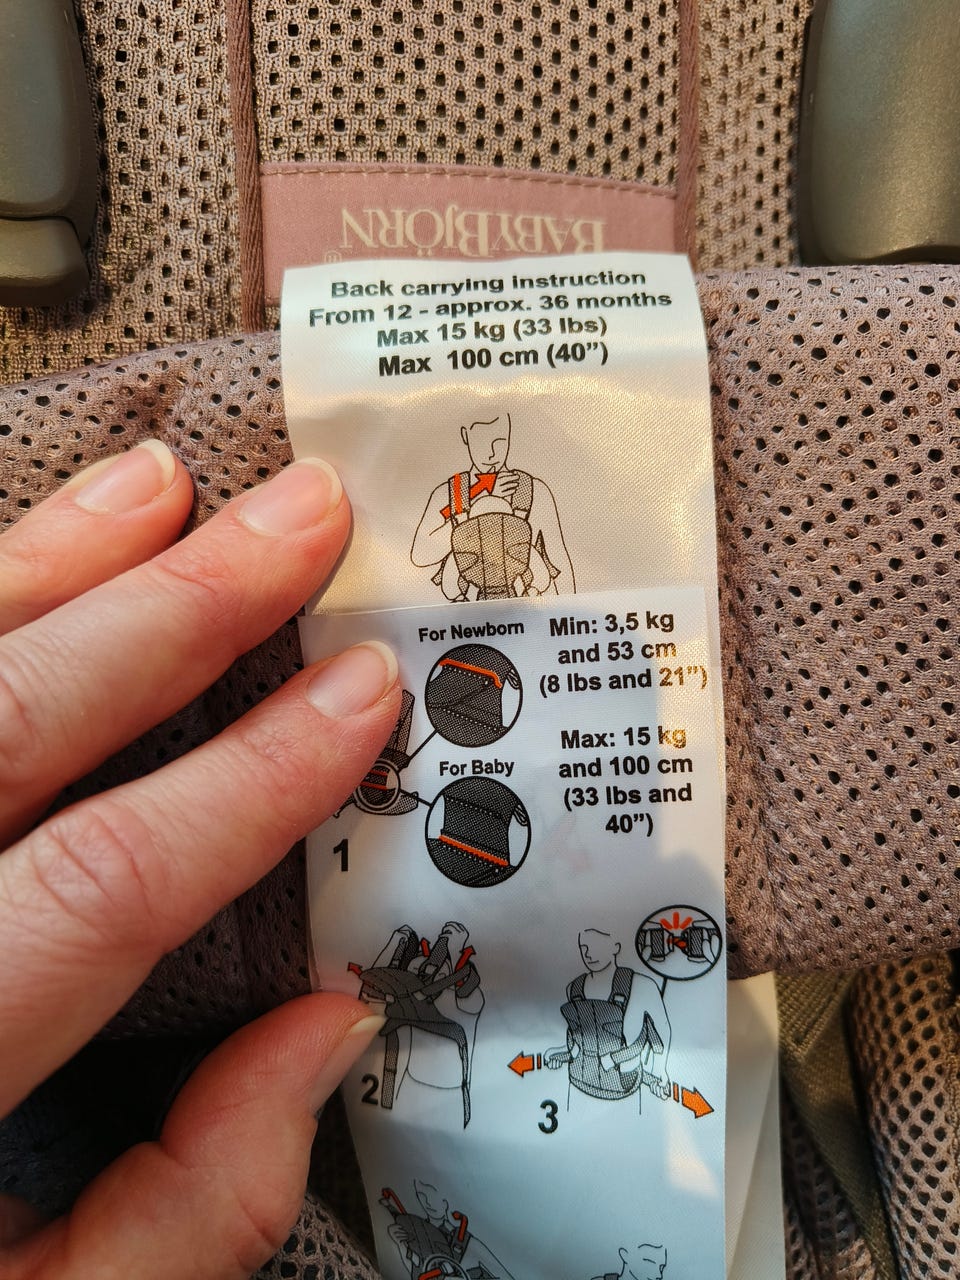 BABYBJÖRN®
Back carrying instruction
From 12 - approx. 36 months
Max 15 kg (33 lbs)
Max 100 cm (40”)
For Newborn
Min: 3,5 kg
and 53 cm
(8 lbs and 21”)
For Baby
Max: 15 kg
and 100 cm
(33 lbs and
40”)
1
2
3